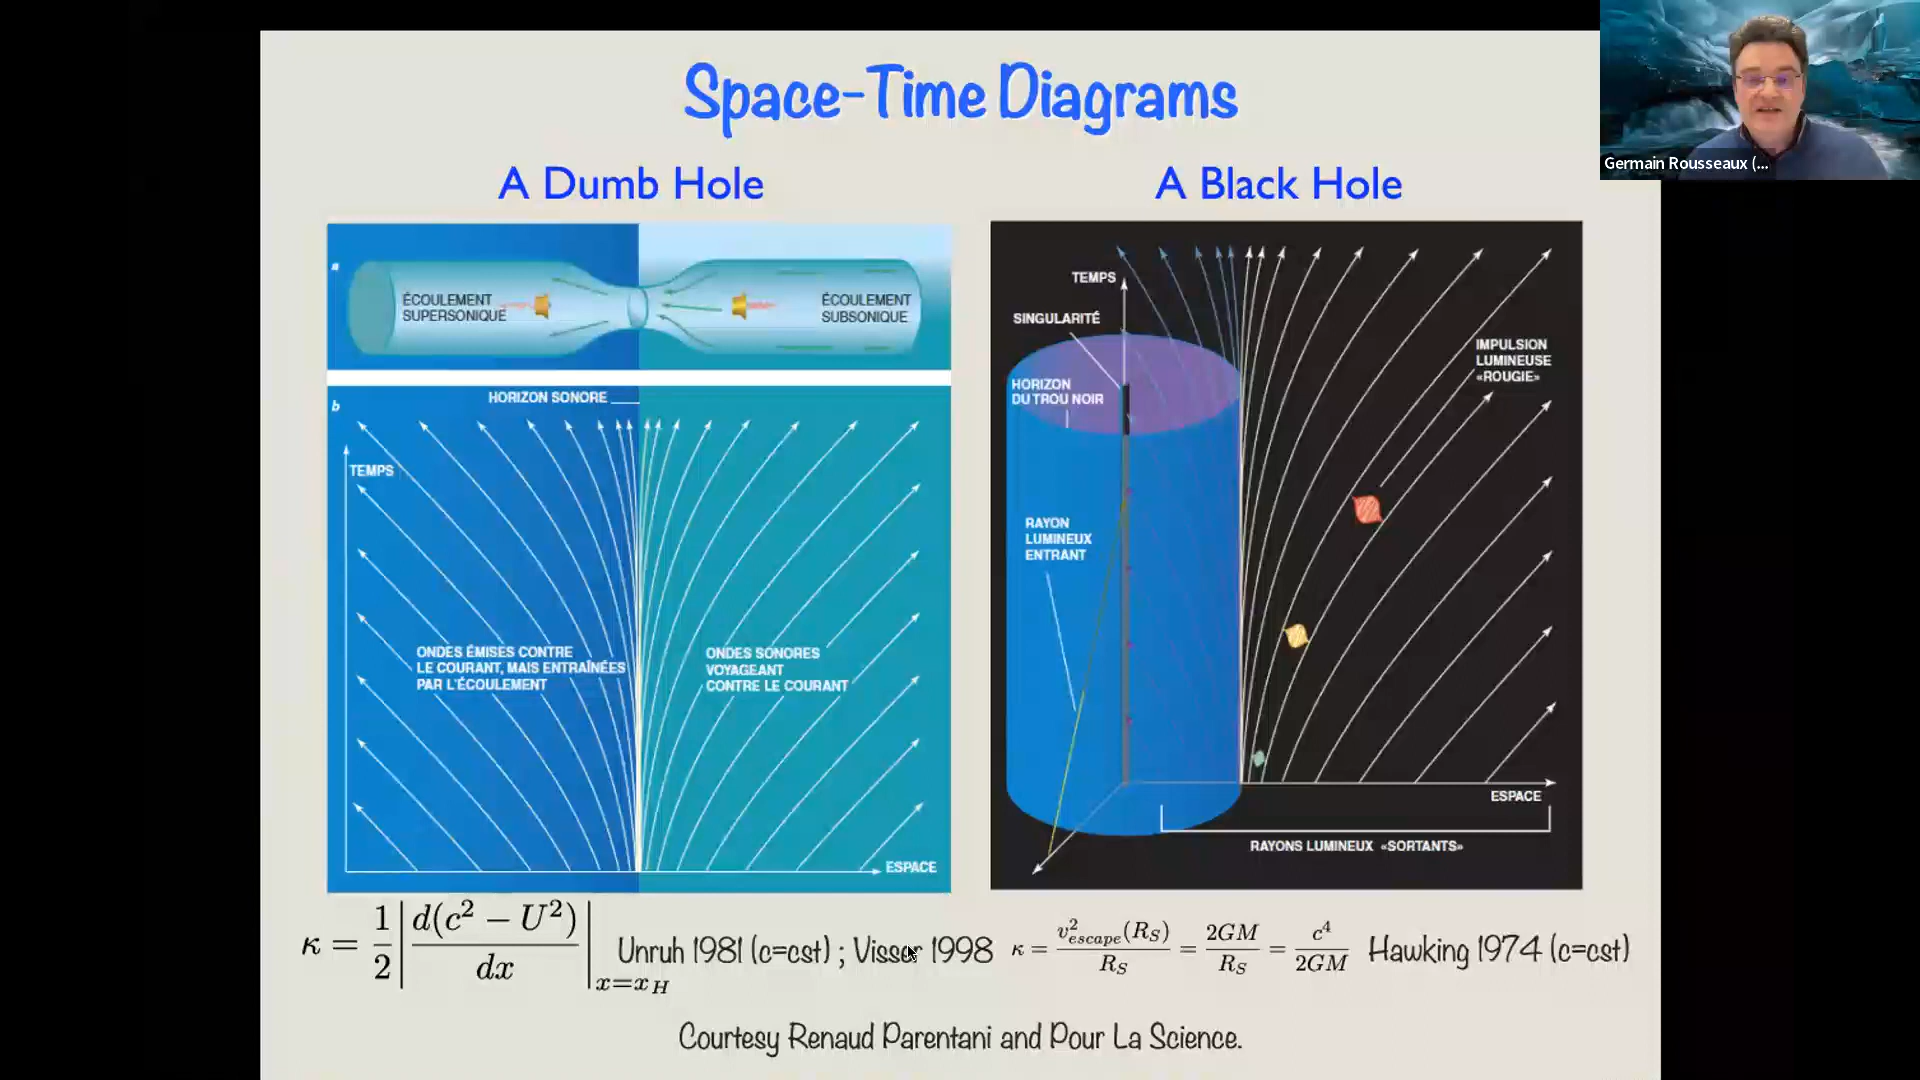 Space-Time Diagrams
A Dumb Hole
a
ÉCOULEMENT
SUPERSONIQUE
ÉCOULEMENT
SUBSONIQUE
HORIZON SONORE
b
TEMPS
ONDES ÉMISES CONTRE
LE COURANT, MAIS ENTRAÎNÉES
PAR L'ÉCOULEMENT
ONDES SONORES
VOYAGEANT
CONTRE LE COURANT
ESPACE
κ = 1/2 |d(c² − U²)/dx|x=xH
Unruh 1981 (c=cst) ; Visser 1998
A Black Hole
TEMPS
SINGULARITÉ
HORIZON
DU TROU NOIR
IMPULSION
LUMINEUSE
«ROUGIE»
RAYON
LUMINEUX
ENTRANT
ESPACE
RAYONS LUMINEUX «SORTANTS»
κ = v²escape(RS)/RS = 2GM/RS = c⁴/2GM
Hawking 1974 (c=cst)
Courtesy Renaud Parentani and Pour La Science.
Germain Rousseaux (...